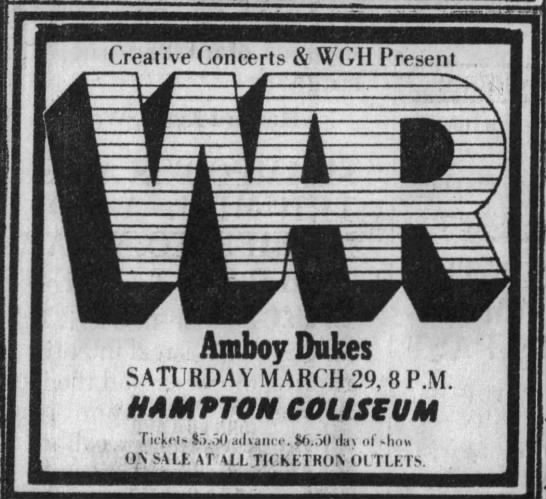 Creative Concerts & WGH Present
WAR
Amboy Dukes
SATURDAY MARCH 29, 8 P.M.
HAMPTON COLISEUM
Tickets $5.50 advance. $6.50 day of show
ON SALE AT ALL TICKETRON OUTLETS.